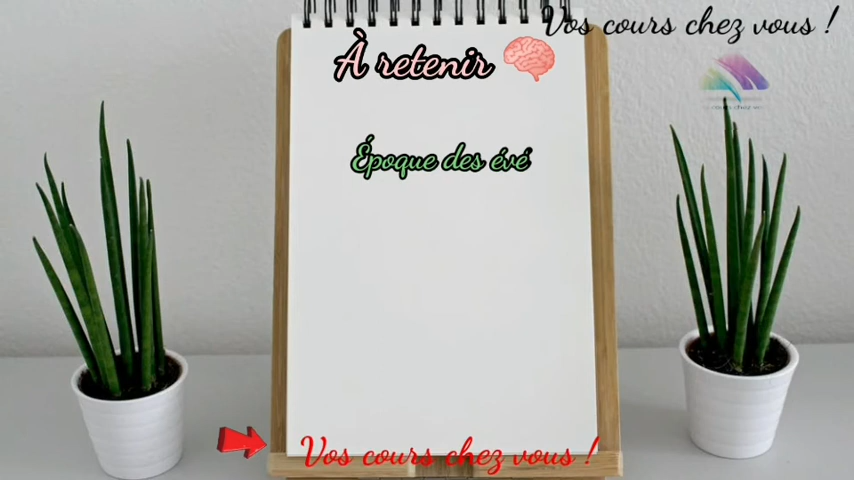 Vos cours chez vous !
À retenir
Époque des évé
Vos cours chez vous !